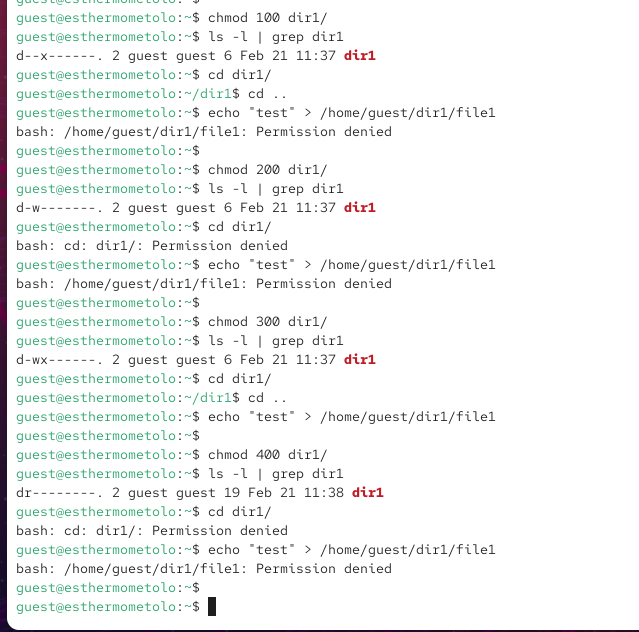 guest@esthermometolo:~$
guest@esthermometolo:~$ chmod 100 dir1/
guest@esthermometolo:~$ ls -l | grep dir1
d--x------. 2 guest guest 6 Feb 21 11:37 dir1
guest@esthermometolo:~$ cd dir1/
guest@esthermometolo:~/dir1$ cd ..
guest@esthermometolo:~$ echo "test" > /home/guest/dir1/file1
bash: /home/guest/dir1/file1: Permission denied
guest@esthermometolo:~$
guest@esthermometolo:~$ chmod 200 dir1/
guest@esthermometolo:~$ ls -l | grep dir1
d-w-------. 2 guest guest 6 Feb 21 11:37 dir1
guest@esthermometolo:~$ cd dir1/
bash: cd: dir1/: Permission denied
guest@esthermometolo:~$ echo "test" > /home/guest/dir1/file1
bash: /home/guest/dir1/file1: Permission denied
guest@esthermometolo:~$
guest@esthermometolo:~$ chmod 300 dir1/
guest@esthermometolo:~$ ls -l | grep dir1
d-wx------. 2 guest guest 6 Feb 21 11:37 dir1
guest@esthermometolo:~$ cd dir1/
guest@esthermometolo:~/dir1$ cd ..
guest@esthermometolo:~$ echo "test" > /home/guest/dir1/file1
guest@esthermometolo:~$
guest@esthermometolo:~$ chmod 400 dir1/
guest@esthermometolo:~$ ls -l | grep dir1
dr--------. 2 guest guest 19 Feb 21 11:38 dir1
guest@esthermometolo:~$ cd dir1/
bash: cd: dir1/: Permission denied
guest@esthermometolo:~$ echo "test" > /home/guest/dir1/file1
bash: /home/guest/dir1/file1: Permission denied
guest@esthermometolo:~$
guest@esthermometolo:~$